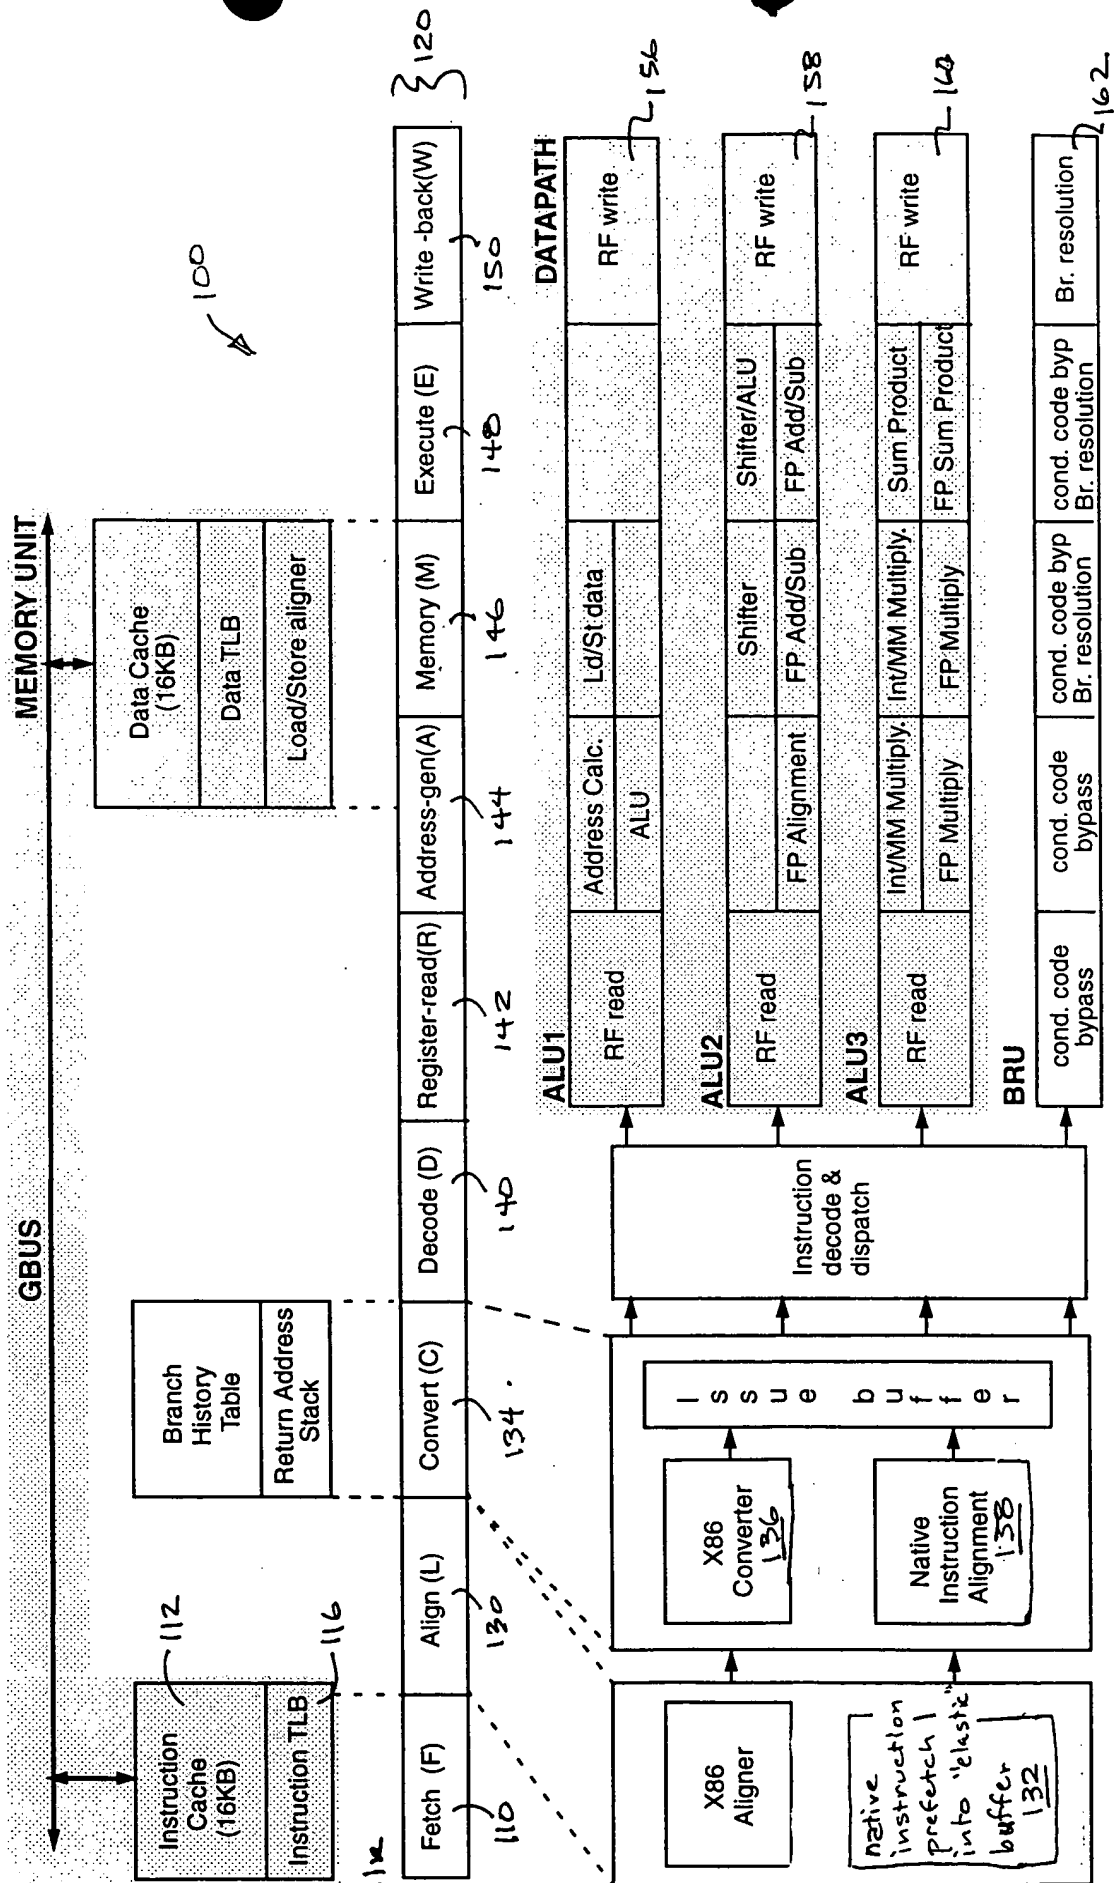 GBUS
MEMORY UNIT
Instruction
Cache
(16KB)
112
Instruction TLB
116
Branch
History
Table
Return Address
Stack
Data Cache
(16KB)
Data TLB
Load/Store aligner
100
Fetch (F)
110
Align (L)
130
Convert (C)
134
Decode (D)
140
Register-read(R)
142
Address-gen(A)
144
Memory (M)
146
Execute (E)
148
Write -back(W)
150
120
X86
Aligner
native
instruction
prefetch
into "elastic"
buffer
132
X86
Converter
136
Native
Instruction
Alignment
138
Issue buffer
Instruction
decode &
dispatch
DATAPATH
ALU1
RF read
Address Calc.
ALU
Ld/St data
RF write
156
ALU2
RF read
FP Alignment
Shifter
FP Add/Sub
Shifter/ALU
FP Add/Sub
RF write
158
ALU3
RF read
Int/MM Multiply.
FP Multiply
Int/MM Multiply.
FP Multiply
Sum Product
FP Sum Product
RF write
160
BRU
cond. code
bypass
cond. code
bypass
cond. code byp
Br. resolution
cond. code byp
Br. resolution
Br. resolution
162